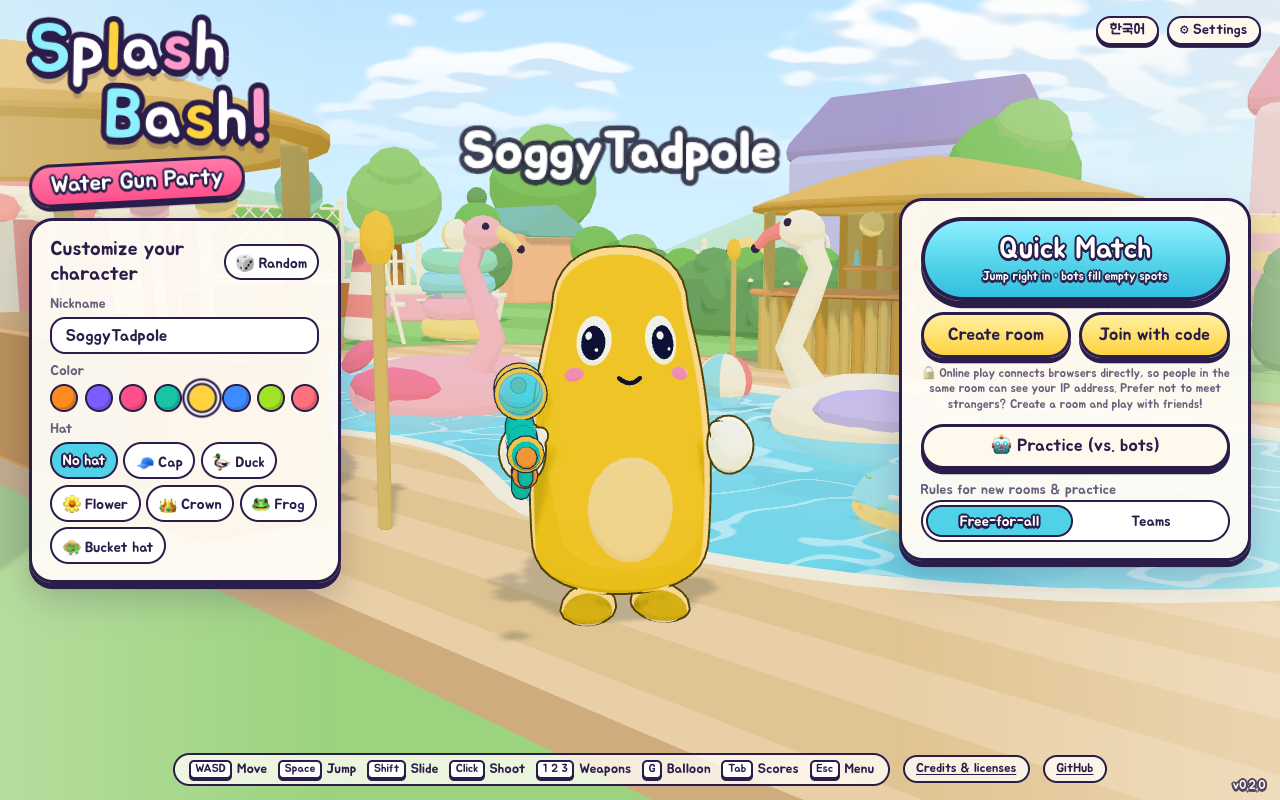 Splash
Bash!
Water Gun Party
한국어
⚙ Settings
SoggyTadpole
Customize your
character
Random
Nickname
SoggyTadpole
Color
Hat
No hat
Cap
Duck
Flower
Crown
Frog
Bucket hat
Quick Match
Jump right in · bots fill empty spots
Create room
Join with code
Online play connects browsers directly, so people in the
same room can see your IP address. Prefer not to meet
strangers? Create a room and play with friends!
Practice (vs. bots)
Rules for new rooms & practice
Free-for-all
Teams
WASD Move Space Jump Shift Slide Click Shoot 1 2 3 Weapons G Balloon Tab Scores Esc Menu
Credits & licenses
GitHub
v0.2.0